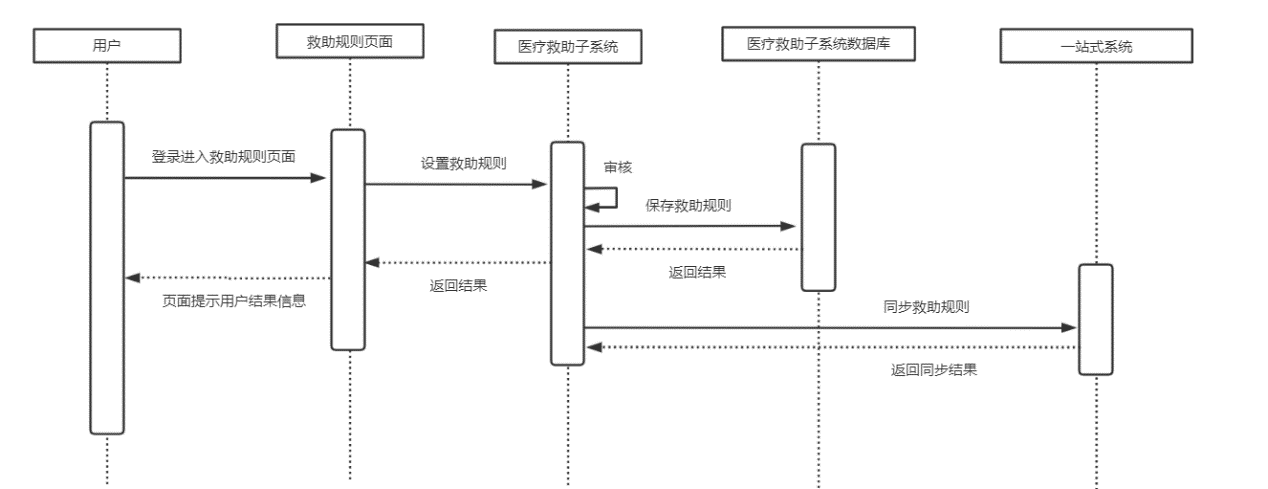 用户
救助规则页面
医疗救助子系统
医疗救助子系统数据库
一站式系统
登录进入救助规则页面
设置救助规则
审核
保存救助规则
返回结果
返回结果
页面提示用户结果信息
同步救助规则
返回同步结果